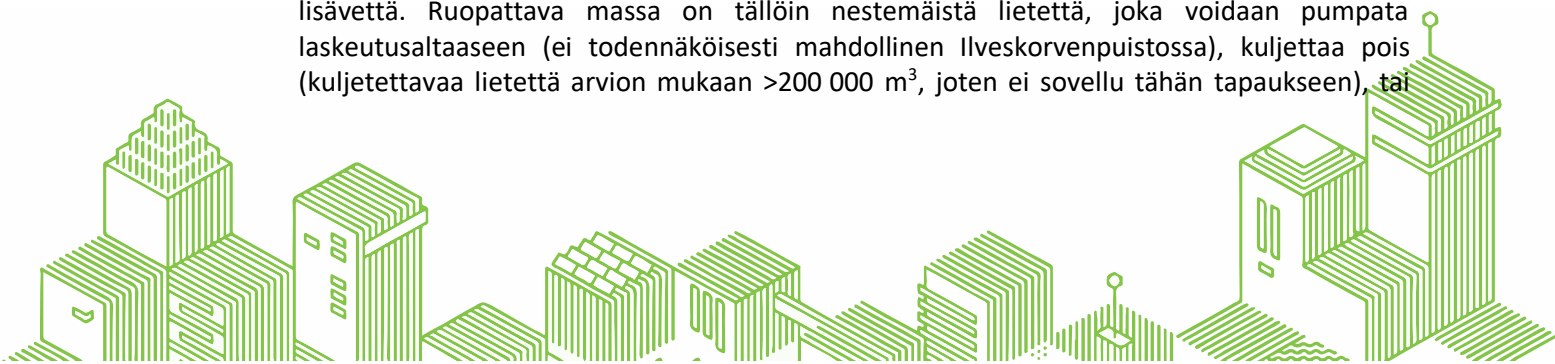 lisävettä. Ruopattava massa on tällöin nestemäistä lietettä, joka voidaan pumpata
laskeutusaltaaseen (ei todennäköisesti mahdollinen Ilveskorvenpuistossa), kuljettaa pois
(kuljetettavaa lietettä arvion mukaan >200 000 m³, joten ei sovellu tähän tapaukseen), tai